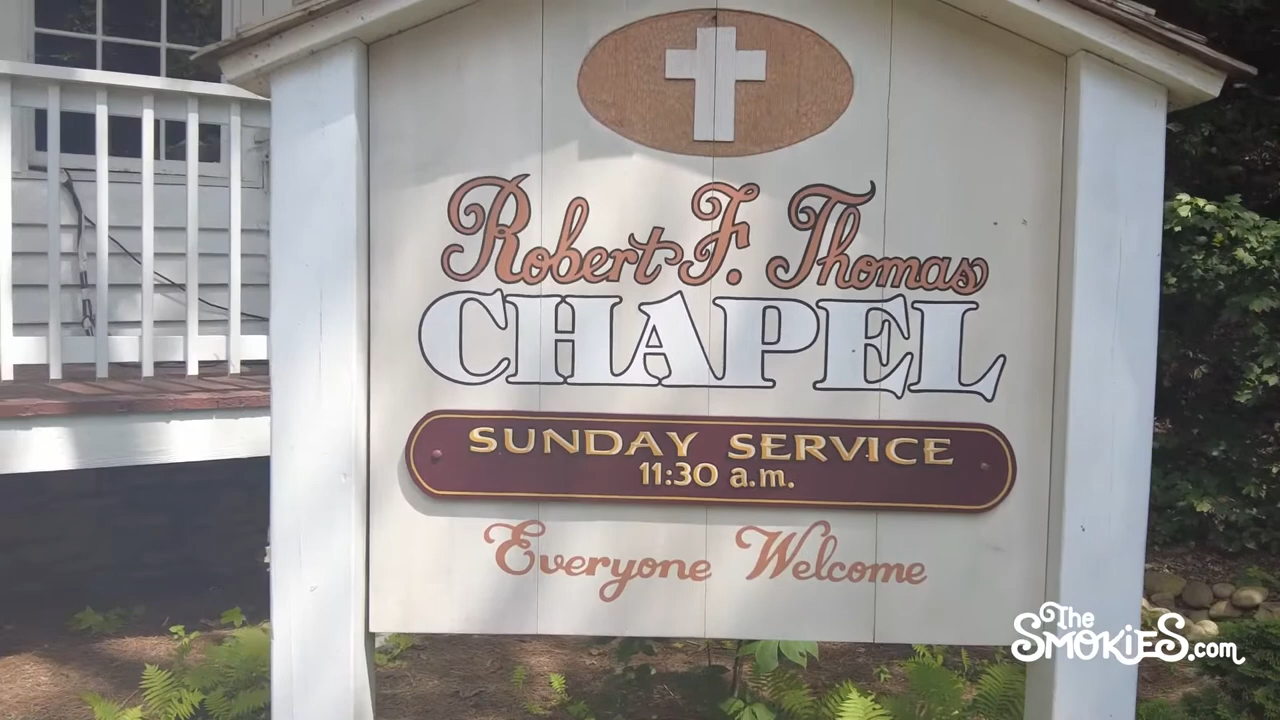 Robert F. Thomas
CHAPEL
SUNDAY SERVICE
11:30 a.m.
Everyone Welcome
The
SMOKIES.com